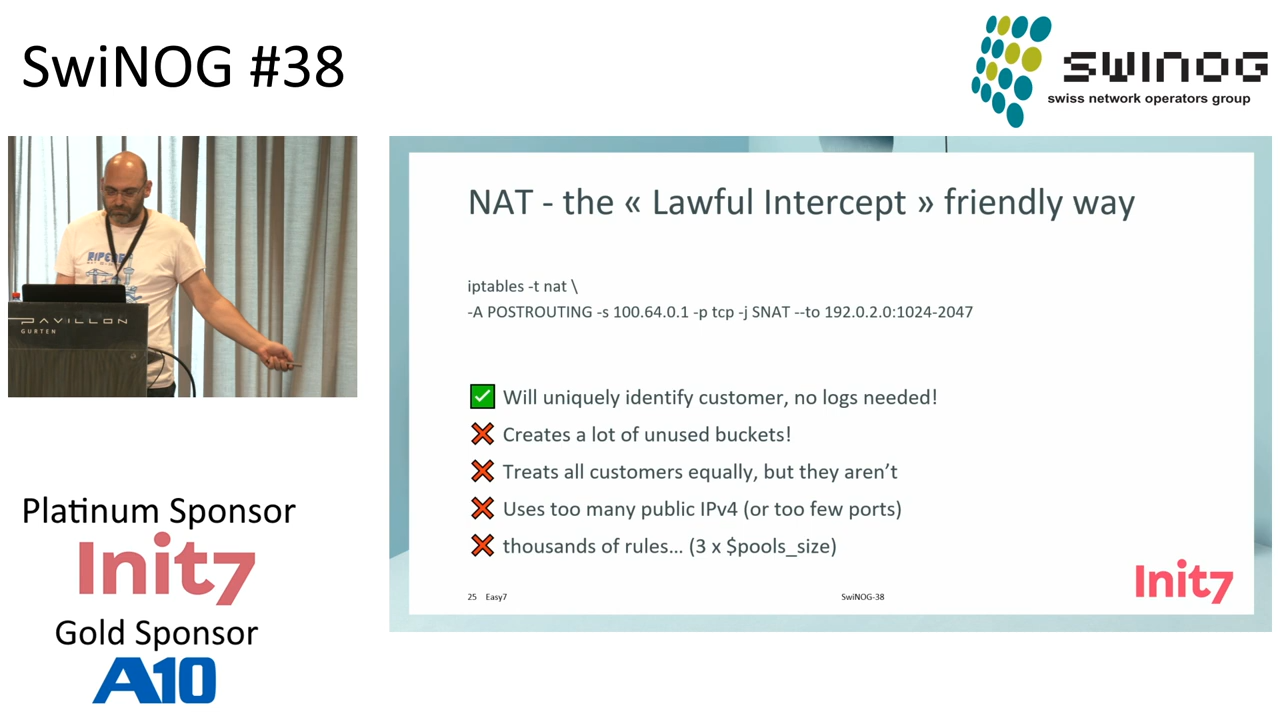 SwiNOG #38
SWINOG
swiss network operators group
PAVILLON
GURTEN
NAT - the « Lawful Intercept » friendly way
iptables -t nat \
-A POSTROUTING -s 100.64.0.1 -p tcp -j SNAT --to 192.0.2.0:1024-2047
Will uniquely identify customer, no logs needed!
Creates a lot of unused buckets!
Treats all customers equally, but they aren't
Uses too many public IPv4 (or too few ports)
thousands of rules... (3 x $pools_size)
25 Easy7
SwiNOG-38
Init7
Platinum Sponsor
Init7
Gold Sponsor
A10